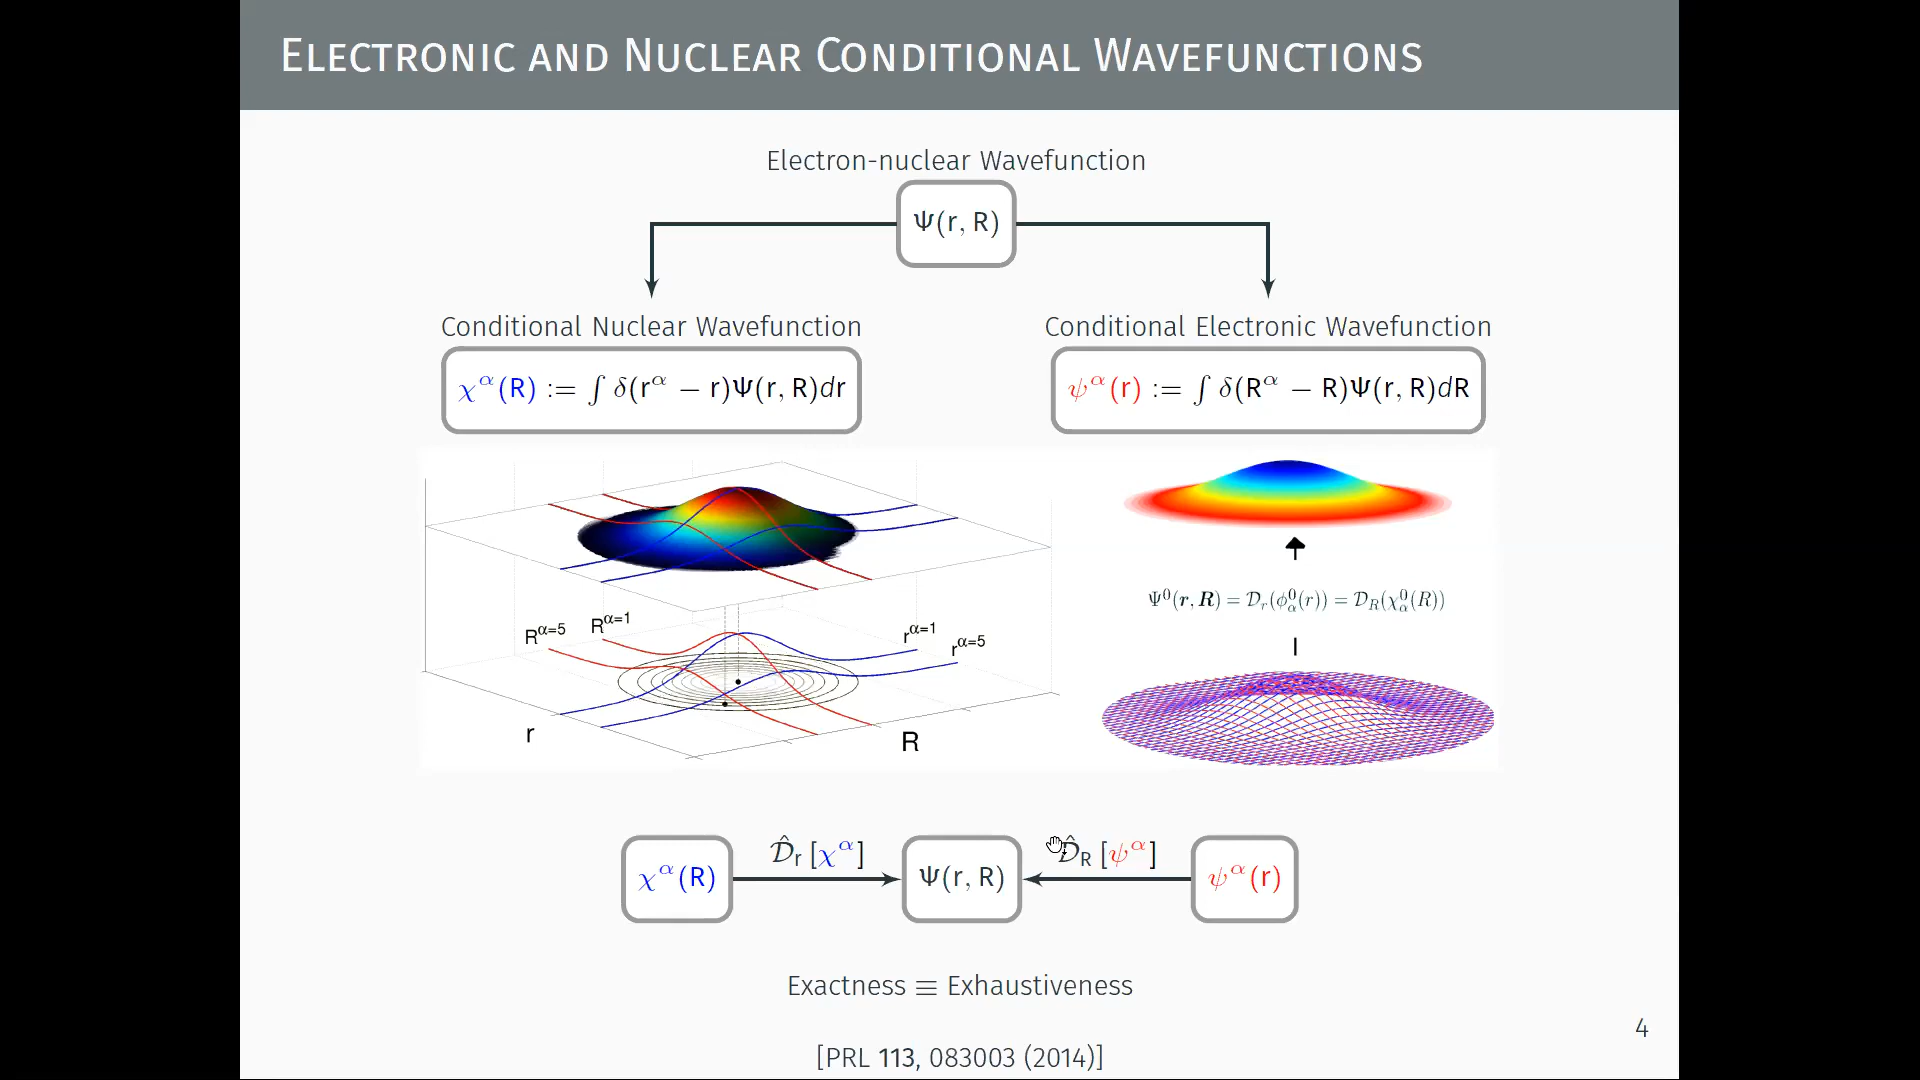 ELECTRONIC AND NUCLEAR CONDITIONAL WAVEFUNCTIONS
Electron-nuclear Wavefunction
Ψ(r, R)
Conditional Nuclear Wavefunction
Conditional Electronic Wavefunction
χ^α(R) := ∫ δ(r^α − r)Ψ(r, R)dr
ψ^α(r) := ∫ δ(R^α − R)Ψ(r, R)dR
Ψ⁰(r, R) = 𝒟_r(ϕ⁰_α(r)) = 𝒟_R(χ⁰_α(R))
R^α=5
R^α=1
r^α=1
r^α=5
r
R
χ^α(R)
𝒟̂_r [χ^α]
Ψ(r, R)
𝒟̂_R [ψ^α]
ψ^α(r)
Exactness ≡ Exhaustiveness
4
[PRL 113, 083003 (2014)]